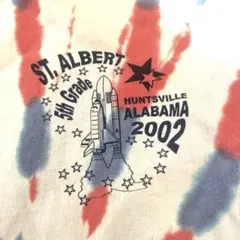 ST. ALBERT
5th Grade
HUNTSVILLE
ALABAMA
2002